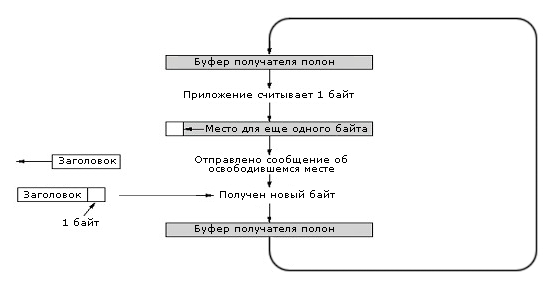 Буфер получателя полон
Приложение считывает 1 байт
Место для еще одного байта
Отправлено сообщение об
освободившемся месте
Заголовок
Заголовок
Получен новый байт
1 байт
Буфер получателя полон